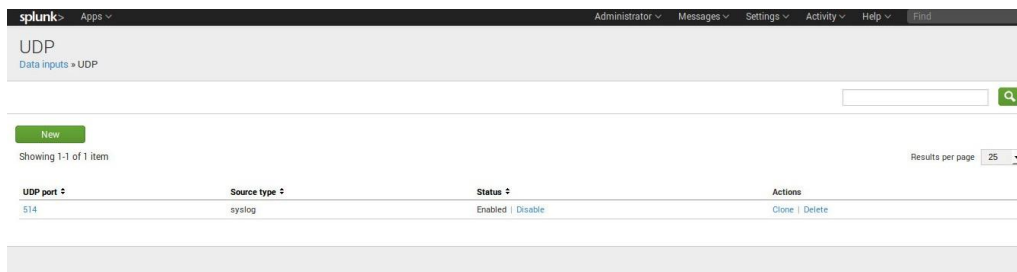 splunk> Apps Administrator Messages Settings Activity Help Find
UDP
Data inputs » UDP
New
Showing 1-1 of 1 item Results per page 25
UDP port Source type Status Actions
514 syslog Enabled | Disable Clone | Delete